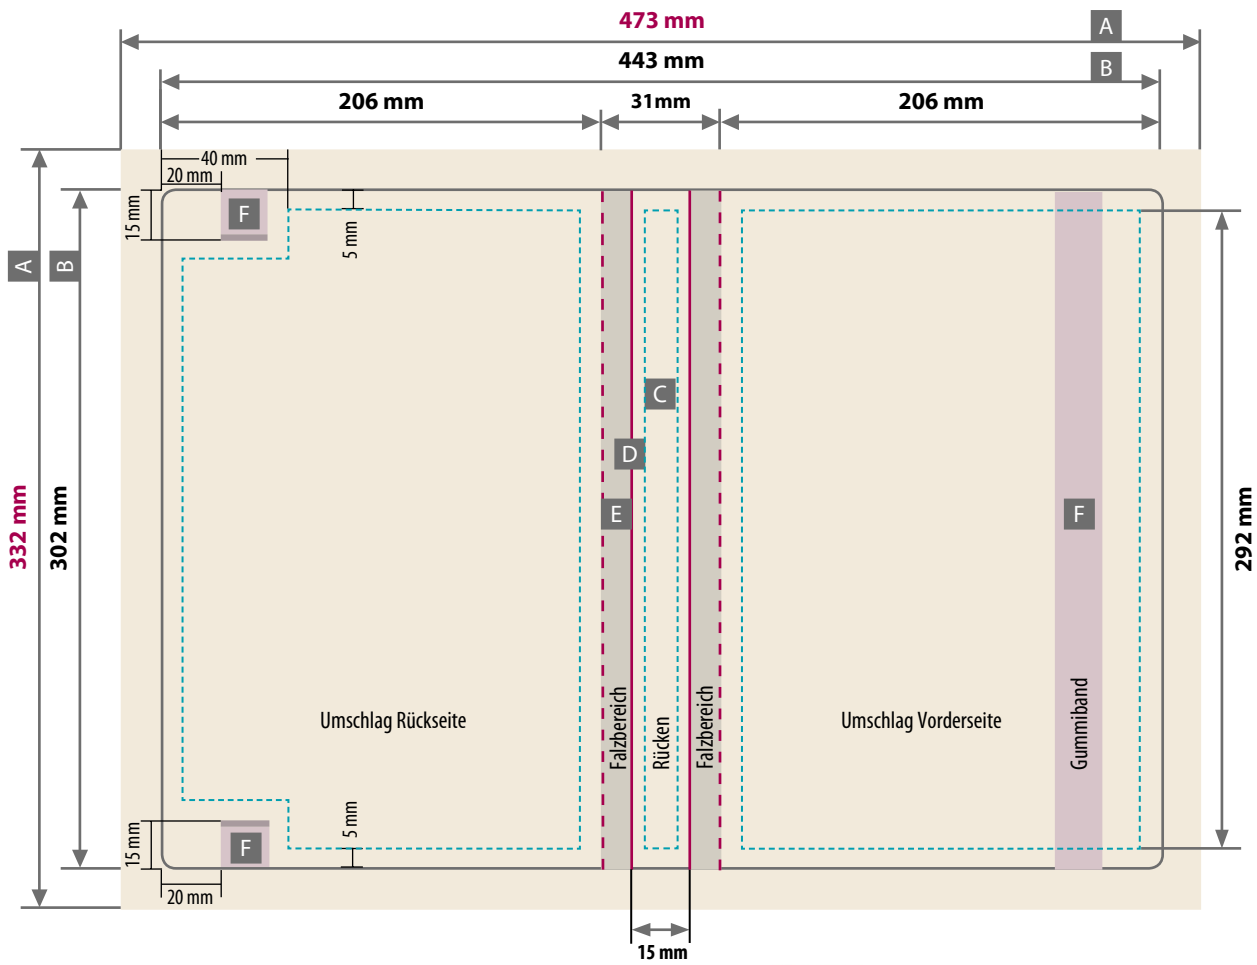 473 mm
A
443 mm
B
206 mm
31mm
206 mm
40 mm
20 mm
15 mm
F
5 mm
A
B
C
D
E
F
332 mm
302 mm
292 mm
Umschlag Rückseite
Falzbereich
Rücken
Falzbereich
Umschlag Vorderseite
Gummiband
15 mm
F
5 mm
20 mm
15 mm